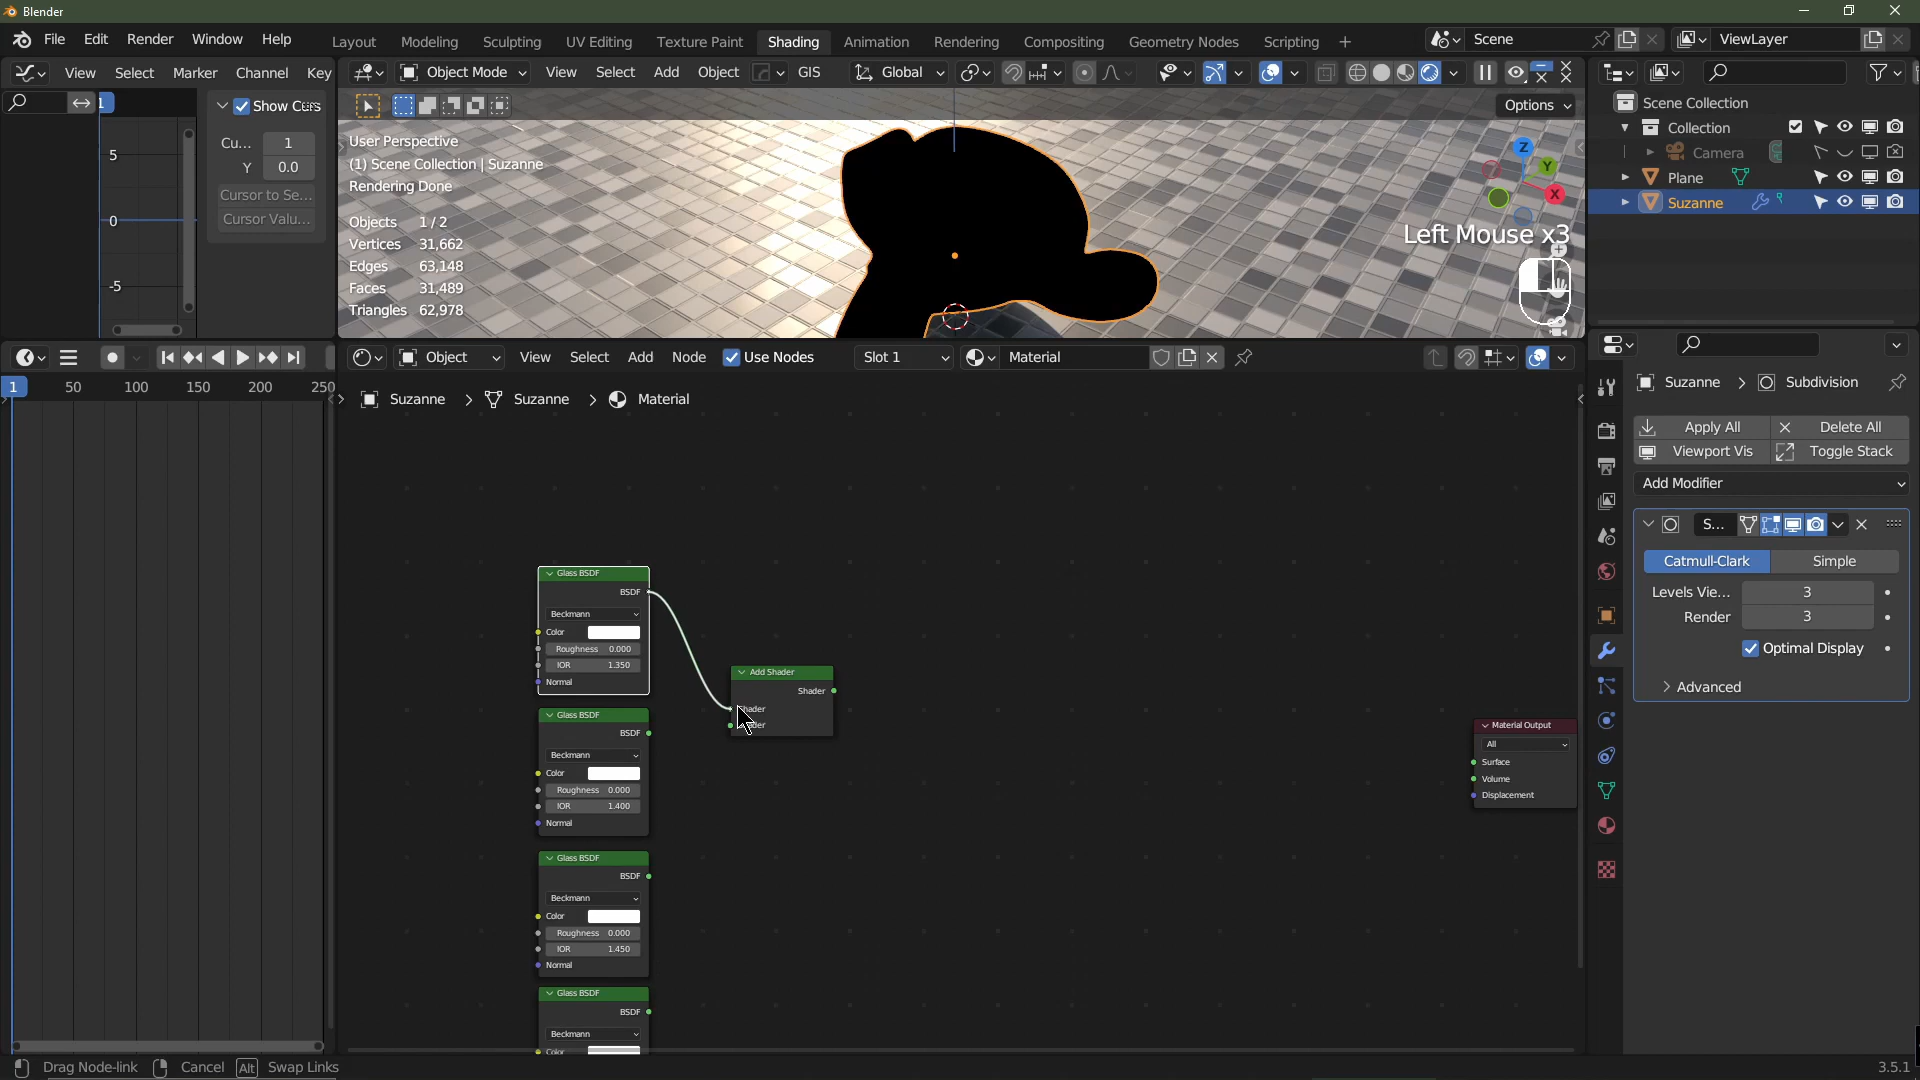 Blender
File Edit Render Window Help
Layout Modeling Sculpting UV Editing Texture Paint Shading Animation Rendering Compositing Geometry Nodes Scripting +
Scene
ViewLayer
View Select Marker Channel Key
1
Show Curs
Cu... 1
Y 0.0
Cursor to Se...
Cursor Valu...
5
0
-5
Object Mode View Select Add Object GIS Global
Options
User Perspective
(1) Scene Collection | Suzanne
Rendering Done
Objects 1 / 2
Vertices 31,662
Edges 63,148
Faces 31,489
Triangles 62,978
Z
Y
X
Left Mouse x3
Scene Collection
Collection
Camera
Plane
Suzanne
1 50 100 150 200 250
Object View Select Add Node Use Nodes Slot 1 Material
Suzanne > Suzanne > Material
Glass BSDF
BSDF
Beckmann
Color
Roughness 0.000
IOR 1.350
Normal
Glass BSDF
BSDF
Beckmann
Color
Roughness 0.000
IOR 1.400
Normal
Glass BSDF
BSDF
Beckmann
Color
Roughness 0.000
IOR 1.450
Normal
Glass BSDF
BSDF
Beckmann
Color
Add Shader
Shader
Material Output
All
Surface
Volume
Displacement
Suzanne > Subdivision
Apply All Delete All
Viewport Vis Toggle Stack
Add Modifier
S...
Catmull-Clark Simple
Levels Vie... 3
Render 3
Optimal Display
Advanced
Drag Node-link Cancel Alt Swap Links
3.5.1